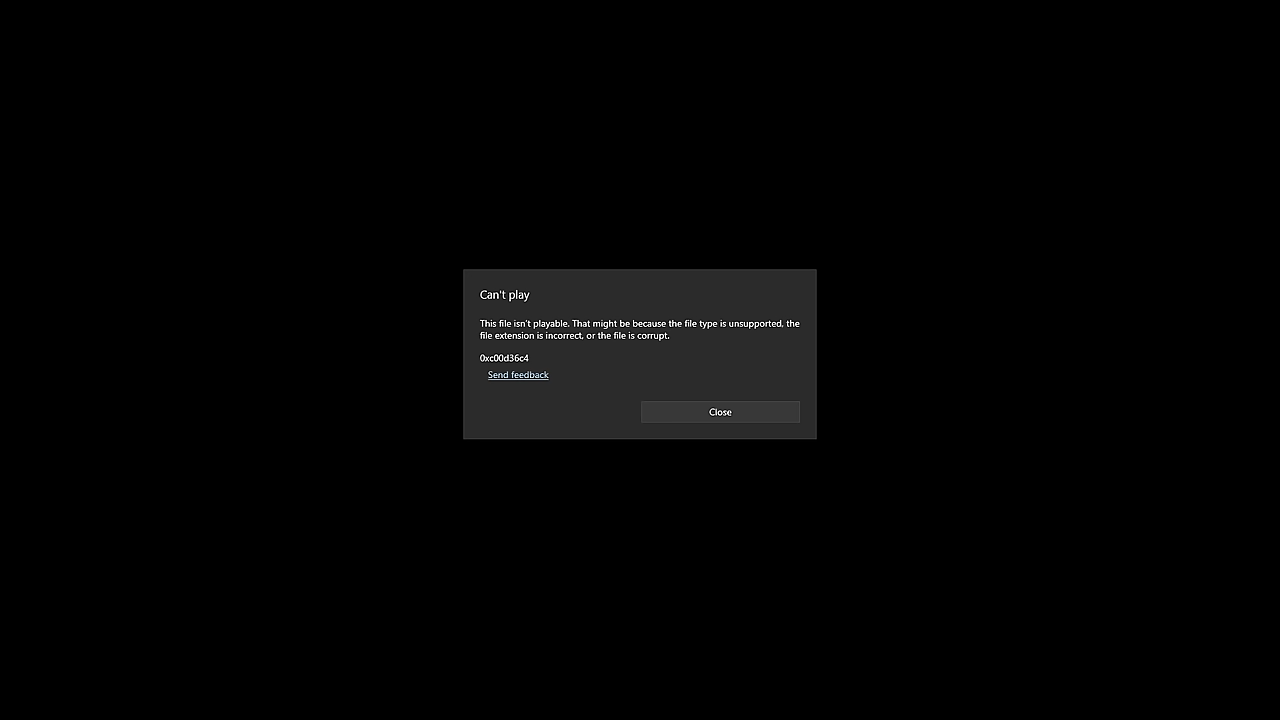 Can't play
This file isn't playable. That might be because the file type is unsupported, the
file extension is incorrect, or the file is corrupt.
0xc00d36c4
Send feedback
Close